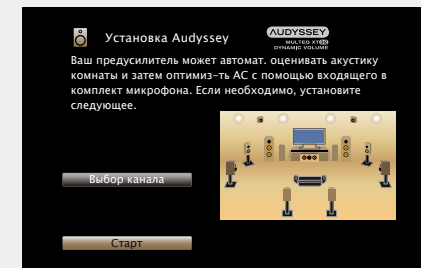 Установка Audyssey
AUDYSSEY
MULTEQ XT32
DYNAMIC VOLUME
Ваш предусилитель может автомат. оценивать акустику
комнаты и затем оптимиз-ть АС с помощью входящего в
комплект микрофона. Если необходимо, установите
следующее.
Выбор канала
Старт